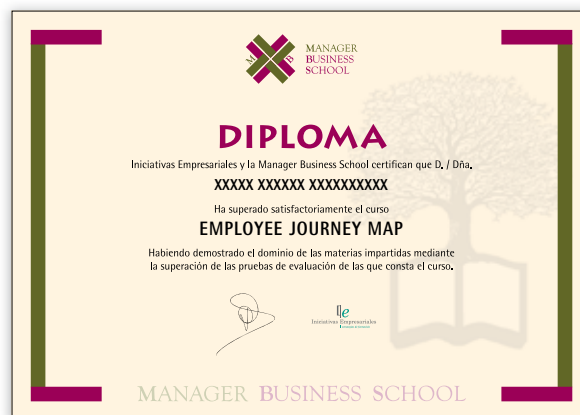 M B
MANAGER
BUSINESS
SCHOOL
DIPLOMA
Iniciativas Empresariales y la Manager Business School certifican que D. / Dña.
XXXXX XXXXXX XXXXXXXXXX
Ha superado satisfactoriamente el curso
EMPLOYEE JOURNEY MAP
Habiendo demostrado el dominio de las materias impartidas mediante
la superación de las pruebas de evaluación de las que consta el curso.
Ile
Iniciativas Empresariales
MANAGER BUSINESS SCHOOL